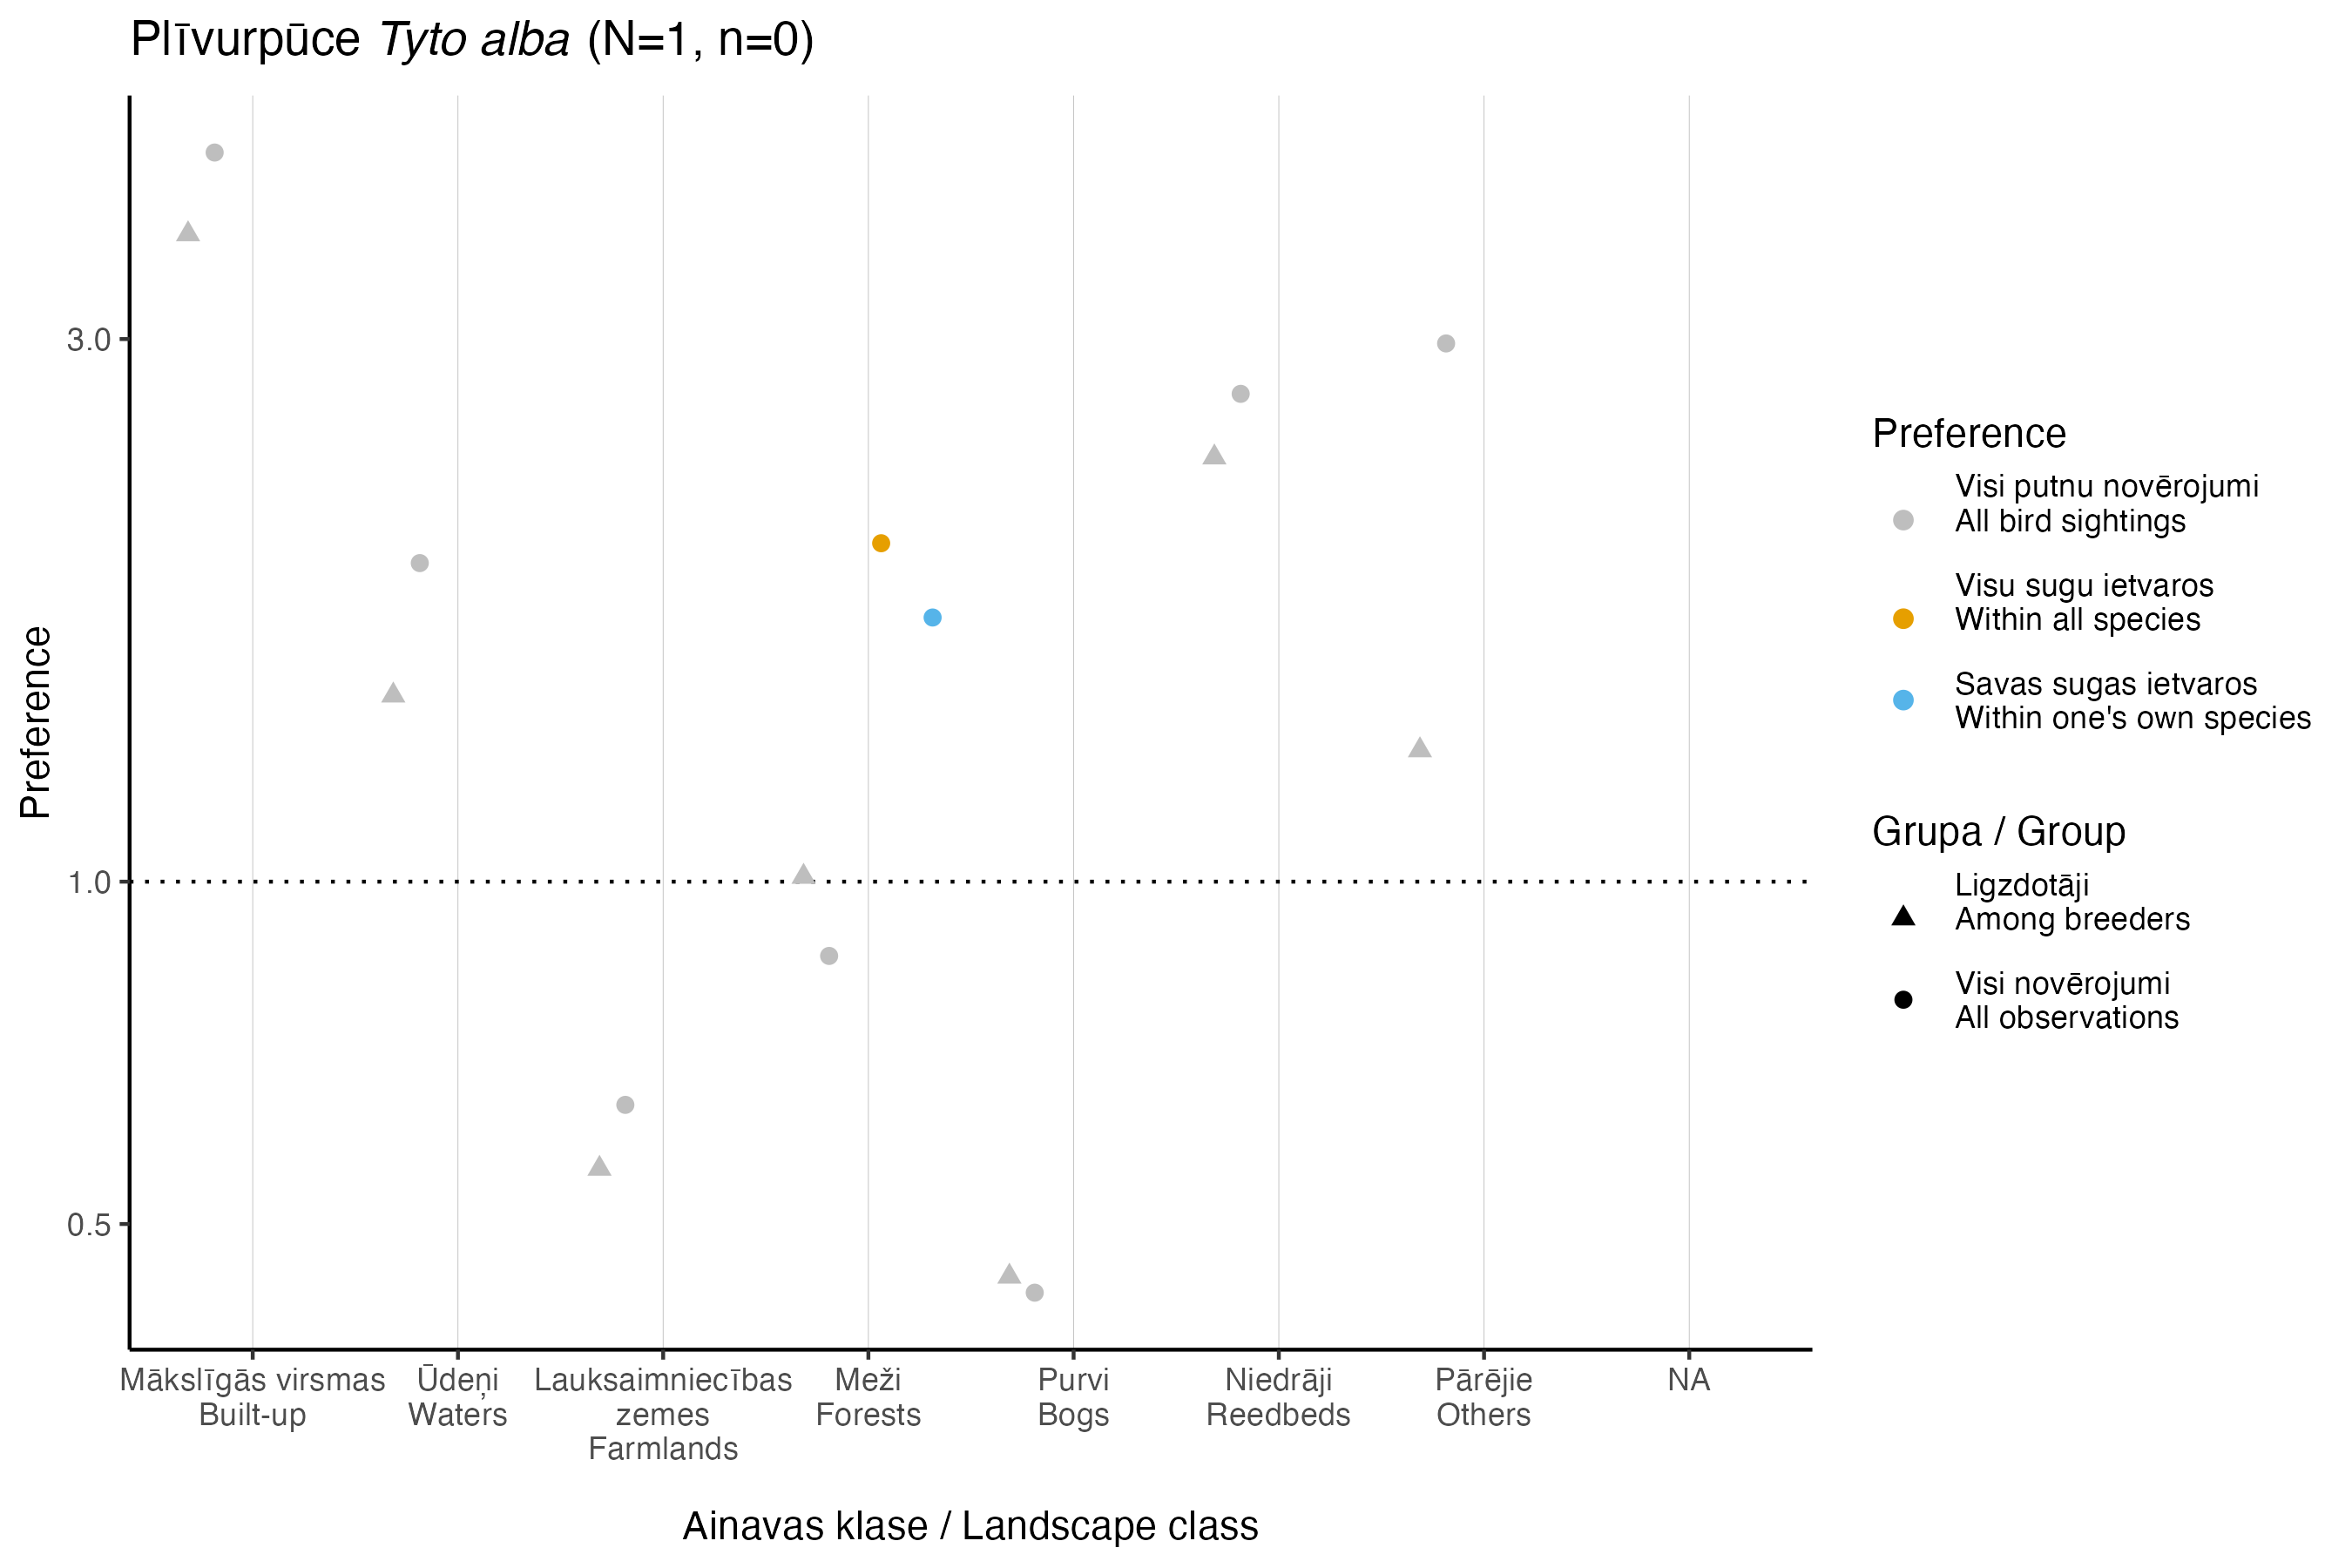 Plīvurpūce Tyto alba (N=1, n=0)
Preference
3.0
1.0
0.5
Mākslīgās virsmas
Built-up
Ūdeņi
Waters
Lauksaimniecības
zemes
Farmlands
Meži
Forests
Purvi
Bogs
Niedrāji
Reedbeds
Pārējie
Others
NA
Ainavas klase / Landscape class
Preference
Visi putnu novērojumi
All bird sightings
Visu sugu ietvaros
Within all species
Savas sugas ietvaros
Within one's own species
Grupa / Group
Ligzdotāji
Among breeders
Visi novērojumi
All observations